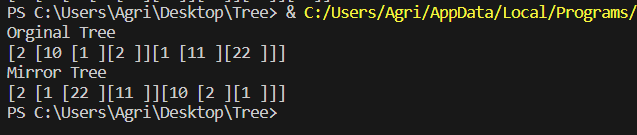 PS C:\Users\Agri\Desktop\Tree> & C:/Users/Agri/AppData/Local/Programs/
Orginal Tree
[2 [10 [1 ][2 ]][1 [11 ][22 ]]]
Mirror Tree
[2 [1 [22 ][11 ]][10 [2 ][1 ]]]
PS C:\Users\Agri\Desktop\Tree>